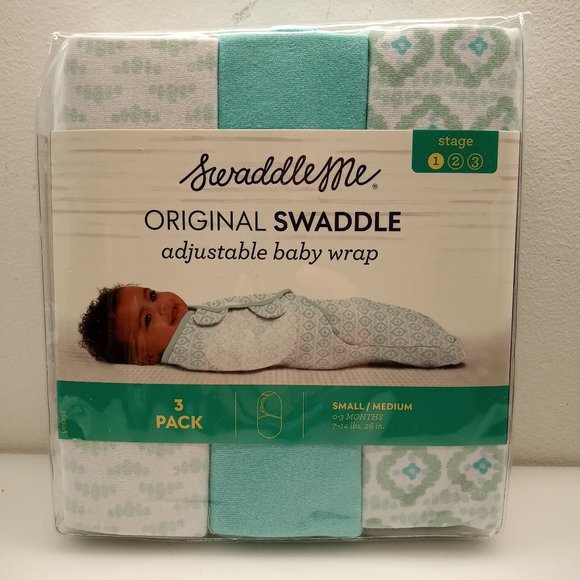 stage
1 2 3
SwaddleMe®
ORIGINAL SWADDLE
adjustable baby wrap
3
PACK
SMALL / MEDIUM
0-3 MONTHS
7-14 lbs, 26 in.